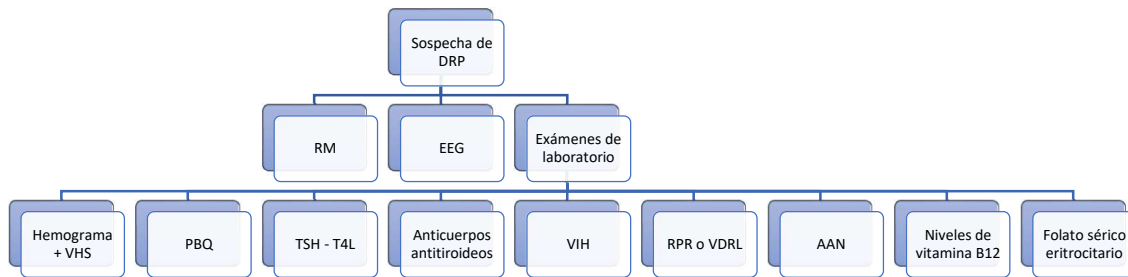 Sospecha de
DRP
RM
EEG
Exámenes de
laboratorio
Hemograma
+ VHS
PBQ
TSH - T4L
Anticuerpos
antitiroideos
VIH
RPR o VDRL
AAN
Niveles de
vitamina B12
Folato sérico
eritrocitario